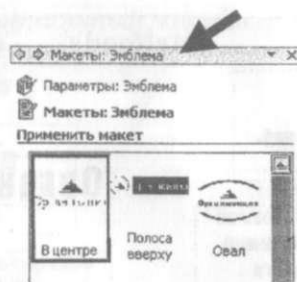 Макеты: Эмблема
Параметры: Эмблема
Макеты: Эмблема
Применить макет
В центре
Полоса вверху
Овал